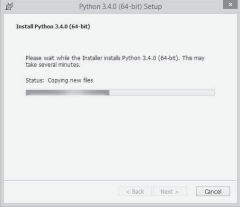 Python 3.4.0 (64-bit) Setup
Install Python 3.4.0 (64-bit)
Please wait while the Installer installs Python 3.4.0 (64-bit). This may
take several minutes.
Status: Copying new files
< Back Next > Cancel